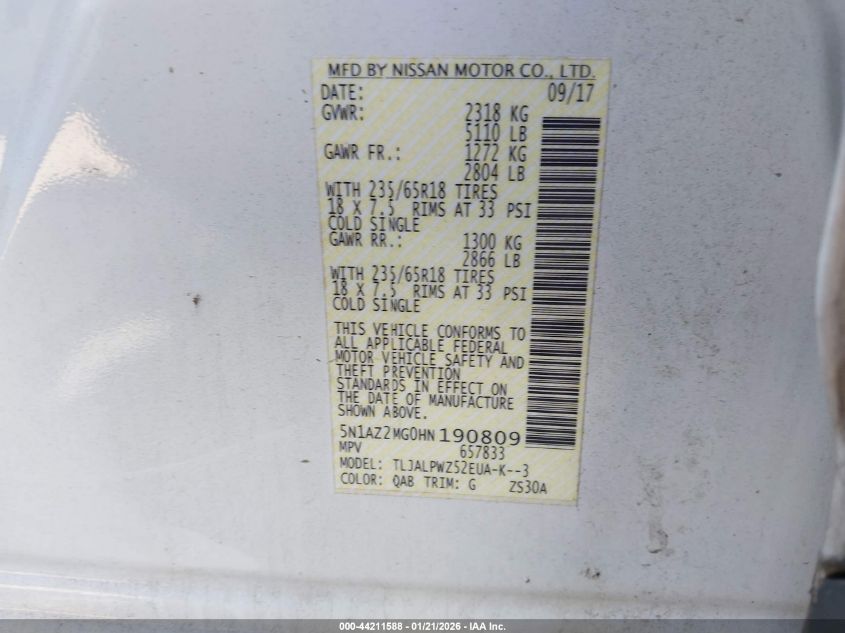 MFD BY NISSAN MOTOR CO., LTD.
DATE: 09/17
GVWR: 2318 KG
5110 LB
GAWR FR.: 1272 KG
2804 LB
WITH 235/65R18 TIRES
18 X 7.5 RIMS AT 33 PSI
COLD SINGLE
GAWR RR.: 1300 KG
2866 LB
WITH 235/65R18 TIRES
18 X 7.5 RIMS AT 33 PSI
COLD SINGLE
THIS VEHICLE CONFORMS TO
ALL APPLICABLE FEDERAL
MOTOR VEHICLE SAFETY AND
THEFT PREVENTION
STANDARDS IN EFFECT ON
THE DATE OF MANUFACTURE
SHOWN ABOVE.
5N1AZ2MG0HN190809
MPV 657833
MODEL: TLJALPWZ52EUA-K--3
COLOR: QAB TRIM: G ZS30A
000-44211588 - 01/21/2026 - IAA Inc.